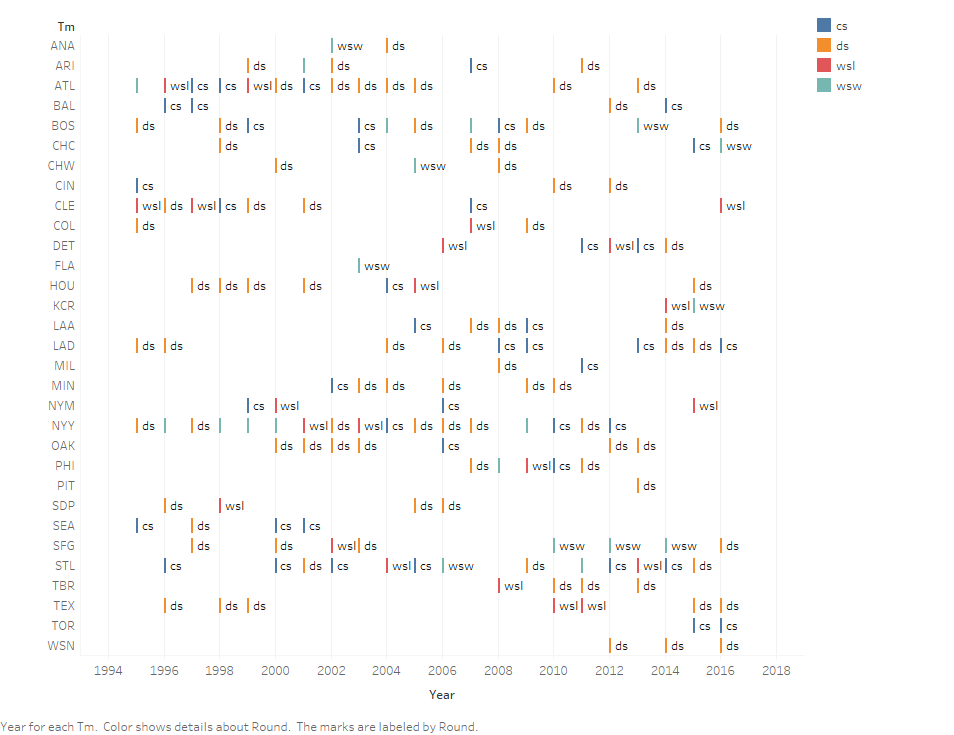 Tm
cs
ds
wsl
wsw
ANA wsw ds
ARI ds ds cs ds
ATL wsl cs cs wsl ds cs ds ds ds ds ds ds
BAL cs cs ds cs
BOS ds ds cs cs ds cs ds wsw ds
CHC ds cs ds ds cs wsw
CHW ds wsw ds
CIN cs ds ds
CLE wsl ds wsl cs ds ds cs wsl
COL ds wsl ds
DET wsl cs wsl cs ds
FLA wsw
HOU ds ds ds ds cs wsl ds
KCR wsl wsw
LAA cs ds ds cs ds
LAD ds ds ds ds cs cs cs ds ds cs
MIL ds cs
MIN cs ds ds ds ds ds
NYM cs wsl cs wsl
NYY ds ds wsl ds wsl cs ds ds ds cs ds cs
OAK ds ds ds ds cs ds ds
PHI ds wsl cs ds
PIT ds
SDP ds wsl ds ds
SEA cs ds cs cs
SFG ds ds wsl ds wsw wsw wsw ds
STL cs cs ds cs wsl cs wsw ds cs wsl cs ds
TBR wsl ds ds ds
TEX ds ds ds wsl wsl ds ds
TOR cs cs
WSN ds ds ds
1994 1996 1998 2000 2002 2004 2006 2008 2010 2012 2014 2016 2018
Year
Year for each Tm. Color shows details about Round. The marks are labeled by Round.